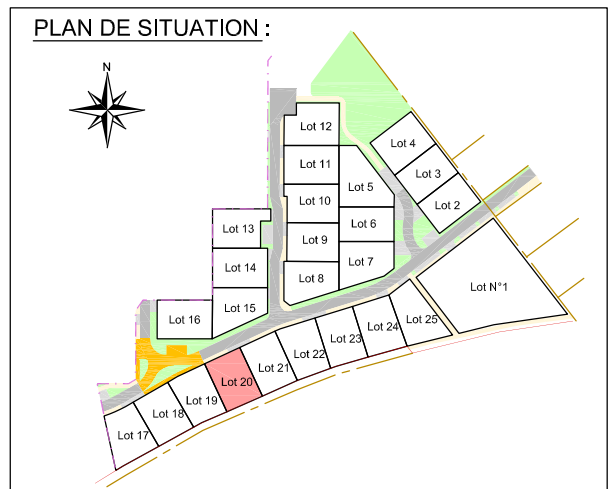 PLAN DE SITUATION :
N
Lot 12
Lot 4
Lot 11
Lot 3
Lot 5
Lot 10
Lot 2
Lot 6
Lot 13
Lot 9
Lot 7
Lot 14
Lot 8
Lot N°1
Lot 15
Lot 16
Lot 25
Lot 24
Lot 23
Lot 22
Lot 21
Lot 20
Lot 19
Lot 18
Lot 17